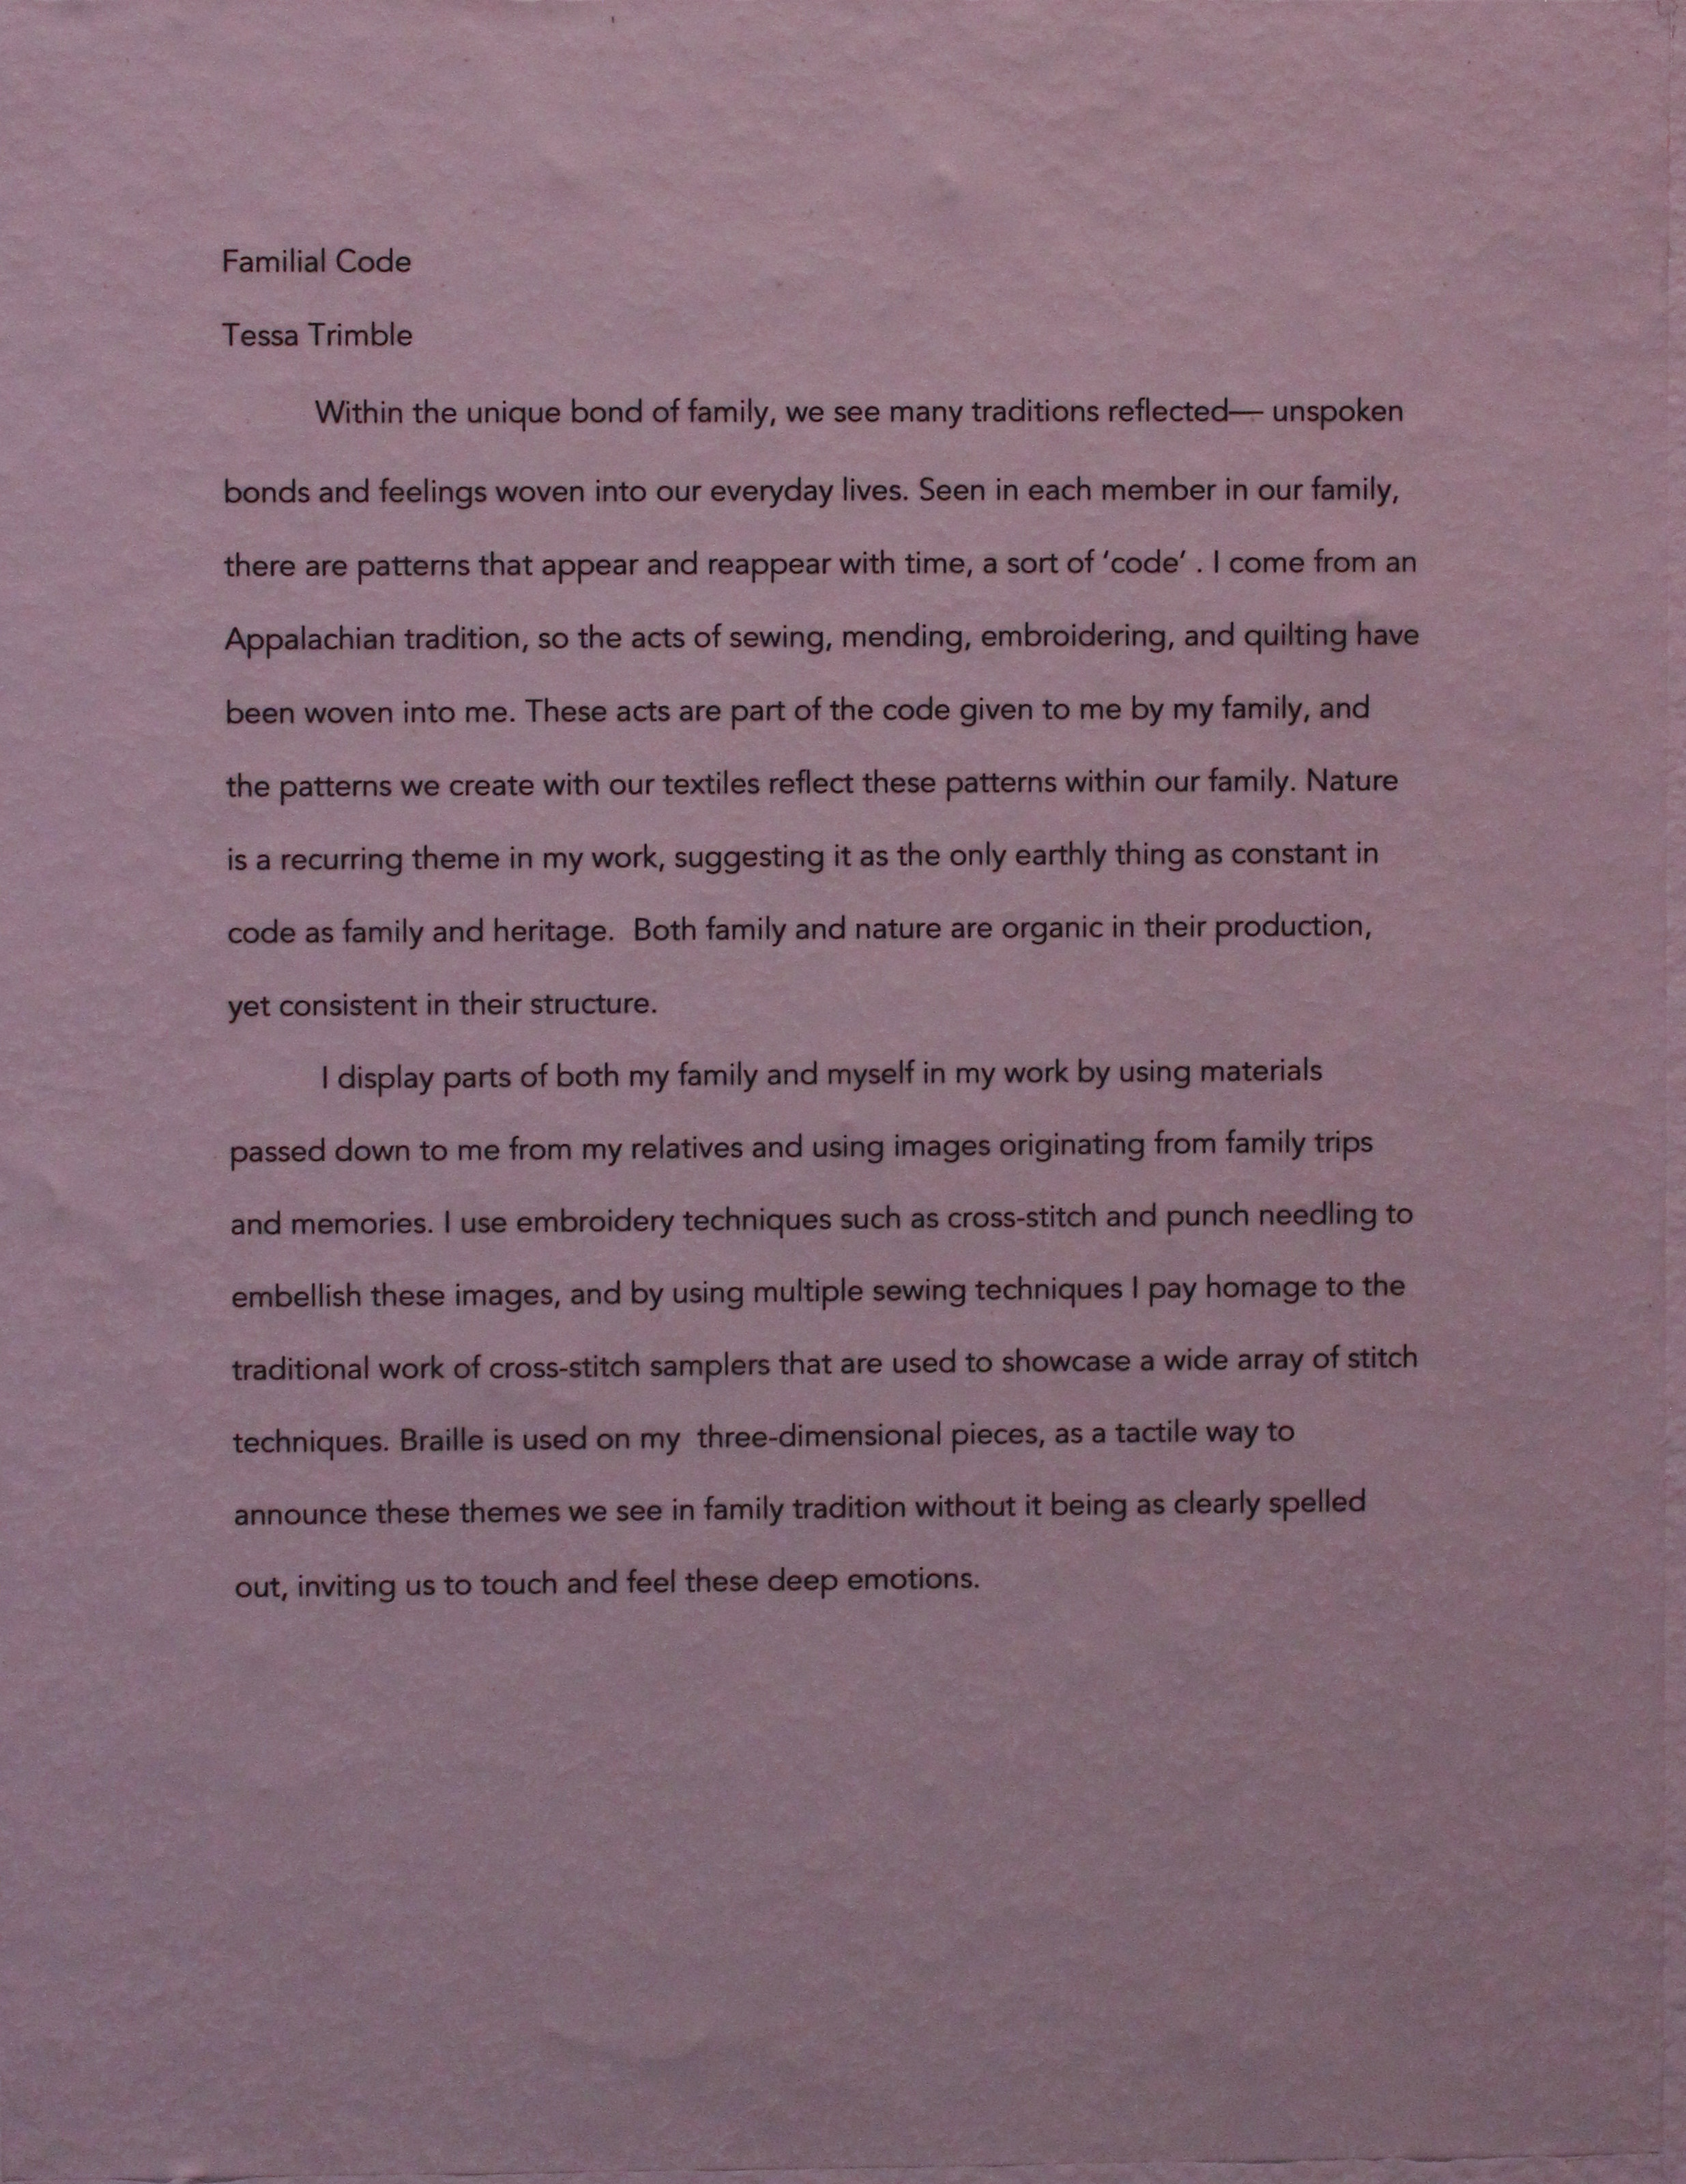 Familial Code
Tessa Trimble
Within the unique bond of family, we see many traditions reflected— unspoken
bonds and feelings woven into our everyday lives. Seen in each member in our family,
there are patterns that appear and reappear with time, a sort of ‘code’ . I come from an
Appalachian tradition, so the acts of sewing, mending, embroidering, and quilting have
been woven into me. These acts are part of the code given to me by my family, and
the patterns we create with our textiles reflect these patterns within our family. Nature
is a recurring theme in my work, suggesting it as the only earthly thing as constant in
code as family and heritage.  Both family and nature are organic in their production,
yet consistent in their structure.
I display parts of both my family and myself in my work by using materials
passed down to me from my relatives and using images originating from family trips
and memories. I use embroidery techniques such as cross-stitch and punch needling to
embellish these images, and by using multiple sewing techniques I pay homage to the
traditional work of cross-stitch samplers that are used to showcase a wide array of stitch
techniques. Braille is used on my  three-dimensional pieces, as a tactile way to
announce these themes we see in family tradition without it being as clearly spelled
out, inviting us to touch and feel these deep emotions.